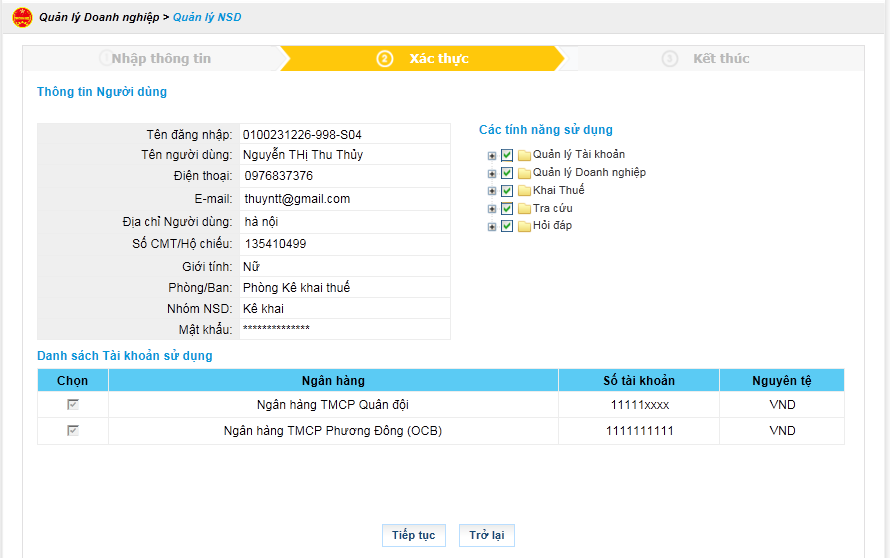 Quản lý Doanh nghiệp > Quản lý NSD
1 Nhập thông tin
2 Xác thực
3 Kết thúc
Thông tin Người dùng
Tên đăng nhập: 0100231226-998-S04
Tên người dùng: Nguyễn THị Thu Thủy
Điện thoại: 0976837376
E-mail: thuyntt@gmail.com
Địa chỉ Người dùng: hà nội
Số CMT/Hộ chiếu: 135410499
Giới tính: Nữ
Phòng/Ban: Phòng Kê khai thuế
Nhóm NSD: Kê khai
Mật khẩu: **************
Các tính năng sử dụng
Quản lý Tài khoản
Quản lý Doanh nghiệp
Khai Thuế
Tra cứu
Hỏi đáp
Danh sách Tài khoản sử dụng
Chọn Ngân hàng Số tài khoản Nguyên tệ
Ngân hàng TMCP Quân đội 11111xxxx VND
Ngân hàng TMCP Phương Đông (OCB) 1111111111 VND
Tiếp tục Trở lại